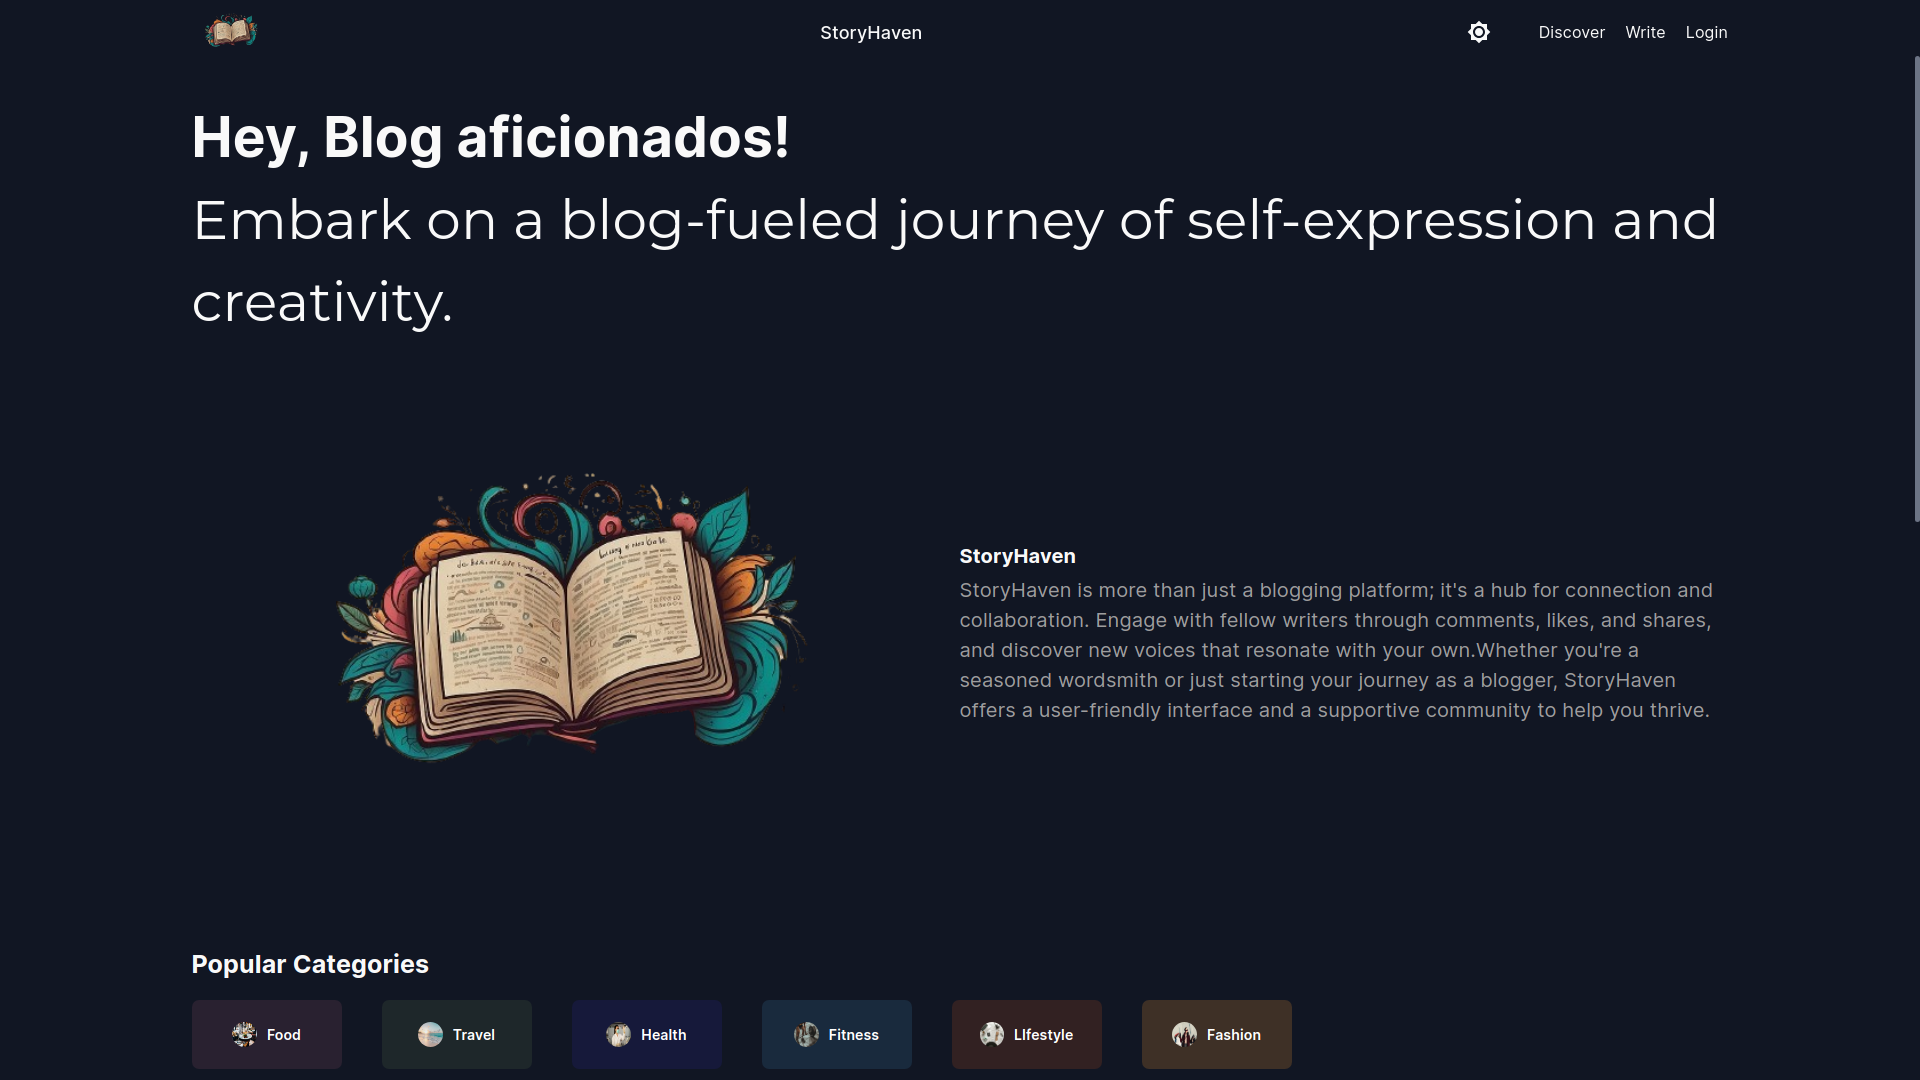 StoryHaven
Discover
Write
Login
Hey, Blog aficionados!
Embark on a blog-fueled journey of self-expression and
creativity.
StoryHaven
StoryHaven is more than just a blogging platform; it's a hub for connection and
collaboration. Engage with fellow writers through comments, likes, and shares,
and discover new voices that resonate with your own.Whether you're a
seasoned wordsmith or just starting your journey as a blogger, StoryHaven
offers a user-friendly interface and a supportive community to help you thrive.
Popular Categories
Food
Travel
Health
Fitness
LIfestyle
Fashion